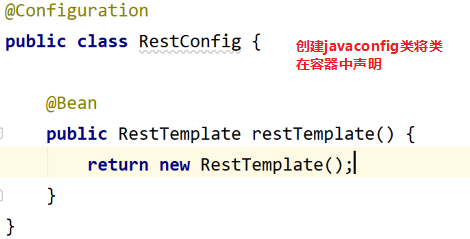 @Configuration
public class RestConfig {
创建javaconfig类将类
在容器中声明
@Bean
public RestTemplate restTemplate() {
return new RestTemplate();
}
}